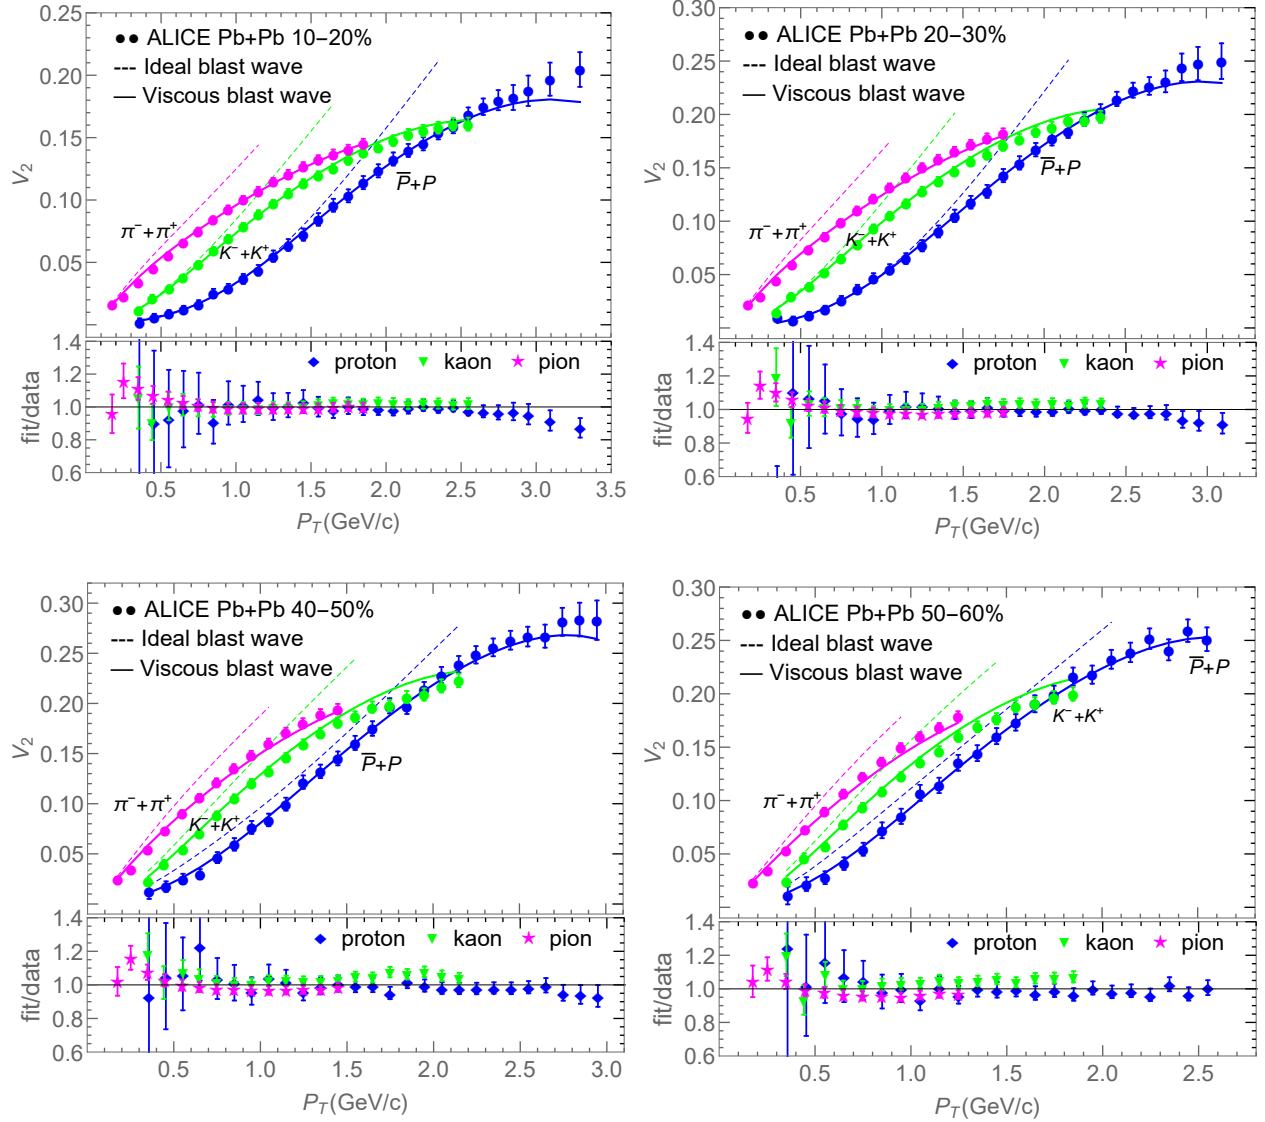 0.25
0.20
0.15
0.10
0.05
V2
●● ALICE Pb+Pb 10−20%
--- Ideal blast wave
— Viscous blast wave
π⁻+π⁺
K⁻+K⁺
P̅+P
1.4
1.2
1.0
0.8
0.6
fit/data
proton kaon pion
0.5 1.0 1.5 2.0 2.5 3.0 3.5
PT(GeV/c)
0.30
0.25
0.20
0.15
0.10
0.05
V2
●● ALICE Pb+Pb 20−30%
--- Ideal blast wave
— Viscous blast wave
π⁻+π⁺
K⁻+K⁺
P̅+P
1.4
1.2
1.0
0.8
0.6
fit/data
proton kaon pion
0.5 1.0 1.5 2.0 2.5 3.0
PT(GeV/c)
0.30
0.25
0.20
0.15
0.10
0.05
V2
●● ALICE Pb+Pb 40−50%
--- Ideal blast wave
— Viscous blast wave
π⁻+π⁺
K⁻+K⁺
P̅+P
1.4
1.2
1.0
0.8
0.6
fit/data
proton kaon pion
0.5 1.0 1.5 2.0 2.5 3.0
PT(GeV/c)
0.30
0.25
0.20
0.15
0.10
0.05
V2
●● ALICE Pb+Pb 50−60%
--- Ideal blast wave
— Viscous blast wave
P̅+P
K⁻+K⁺
π⁻+π⁺
1.4
1.2
1.0
0.8
0.6
fit/data
proton kaon pion
0.5 1.0 1.5 2.0 2.5
PT(GeV/c)